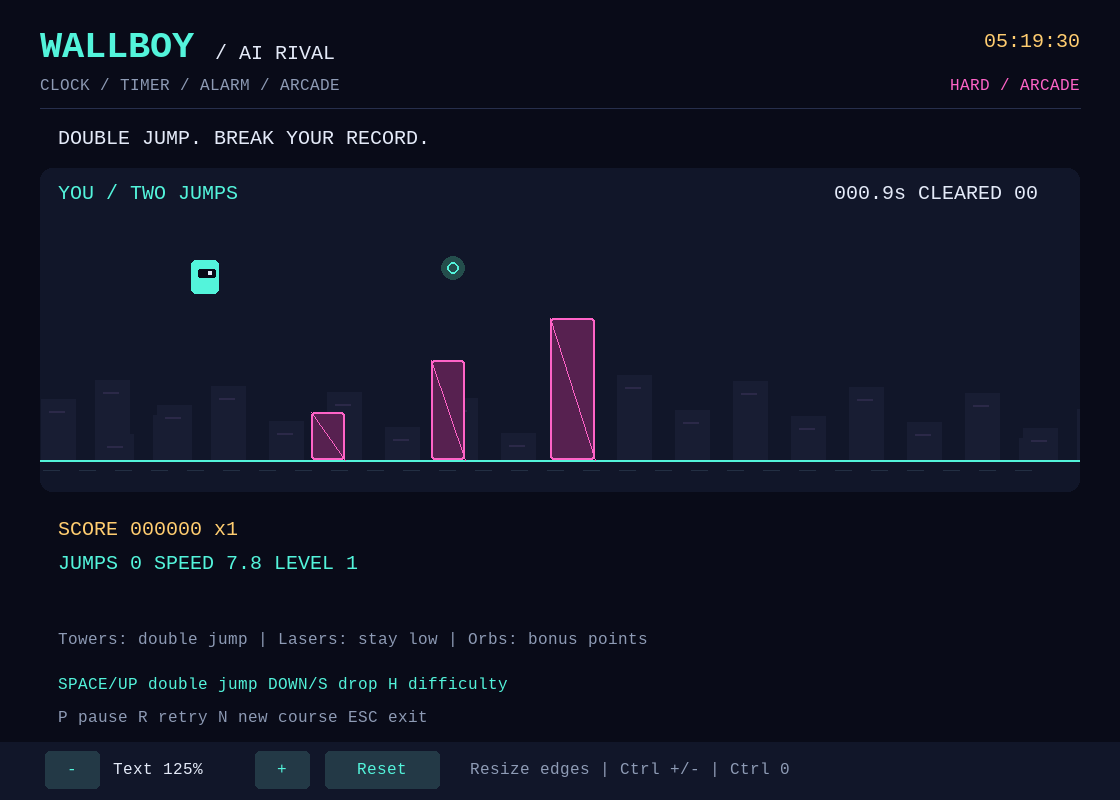 WALLBOY / AI RIVAL
05:19:30
CLOCK / TIMER / ALARM / ARCADE
HARD / ARCADE
DOUBLE JUMP. BREAK YOUR RECORD.
YOU / TWO JUMPS
000.9s CLEARED 00
SCORE 000000 x1
JUMPS 0 SPEED 7.8 LEVEL 1
Towers: double jump | Lasers: stay low | Orbs: bonus points
SPACE/UP double jump DOWN/S drop H difficulty
P pause R retry N new course ESC exit
- Text 125% + Reset Resize edges | Ctrl +/- | Ctrl 0